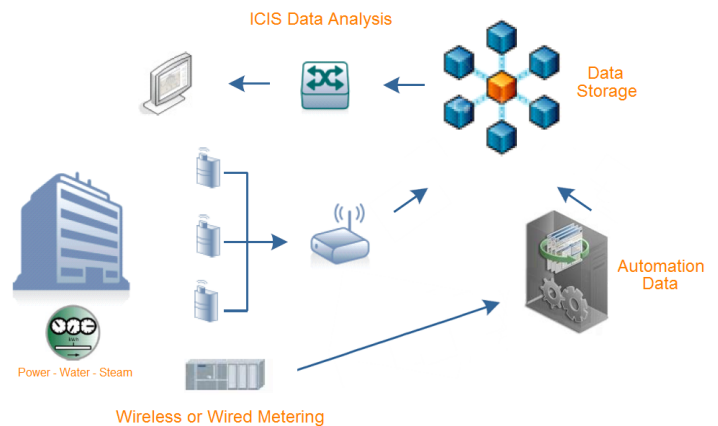 ICIS Data Analysis
Data
Storage
Automation
Data
Power - Water - Steam
Wireless or Wired Metering